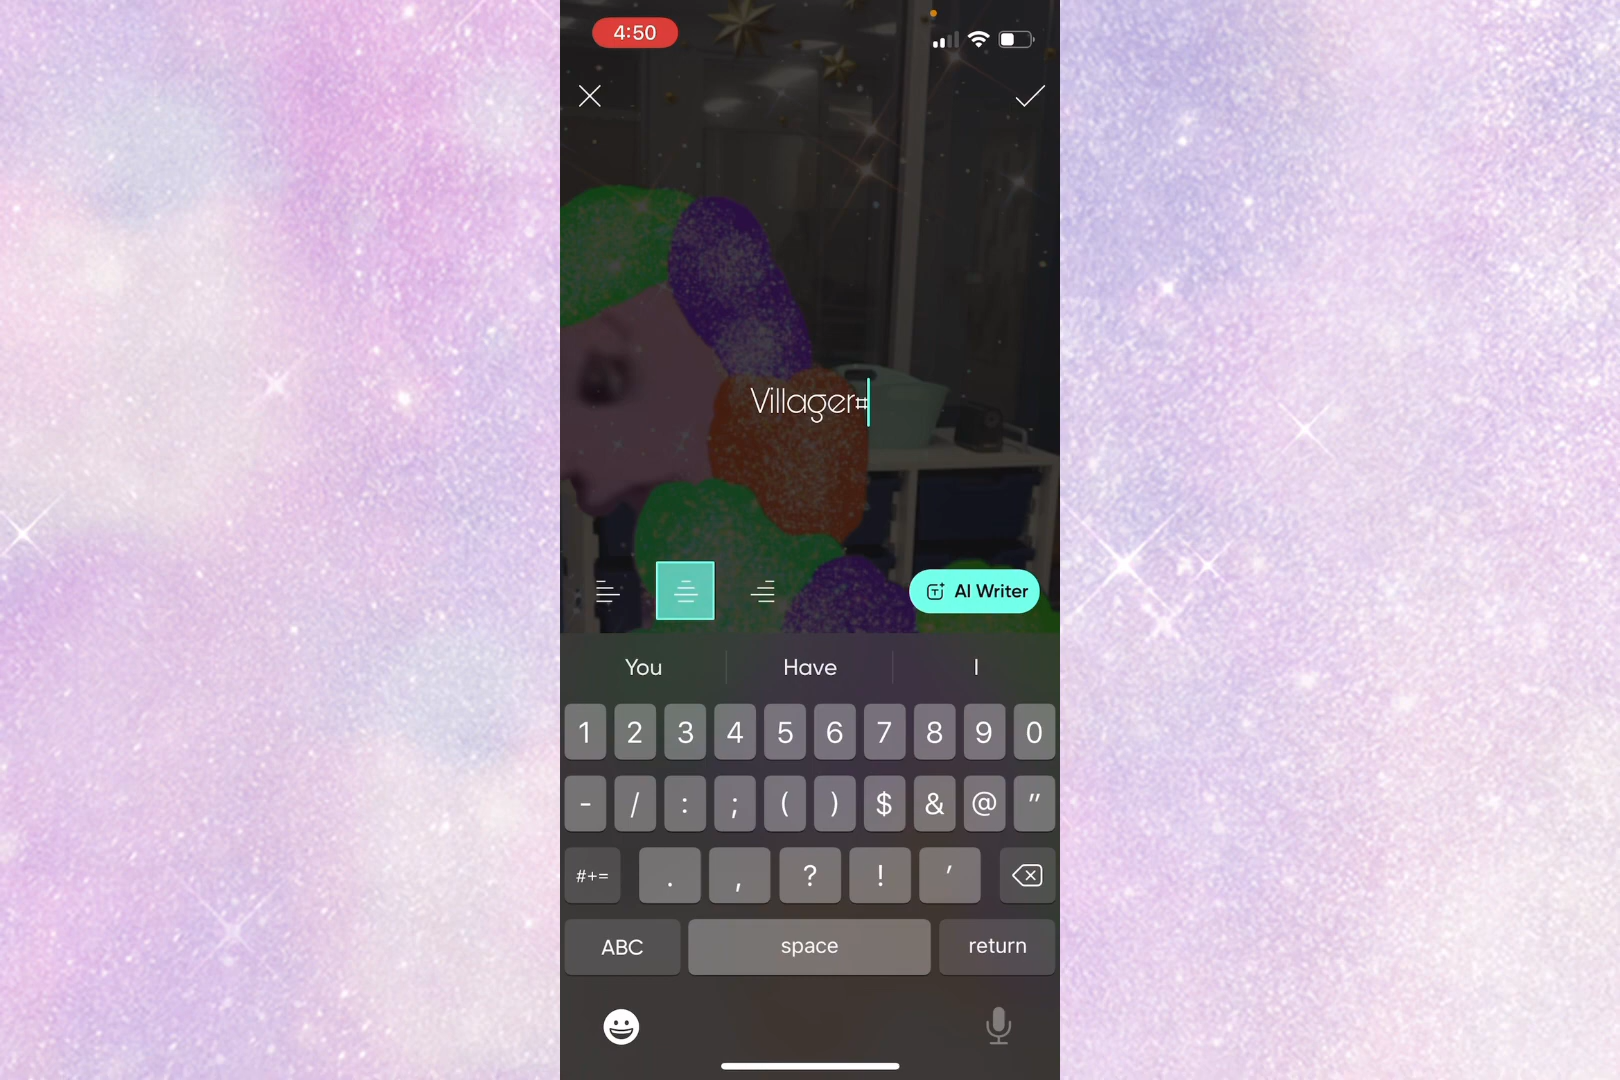 4:50
Villager#
AI Writer
You Have I
1 2 3 4 5 6 7 8 9 0
- / : ; ( ) $ & @ "
#+= . , ? ! '
ABC space return